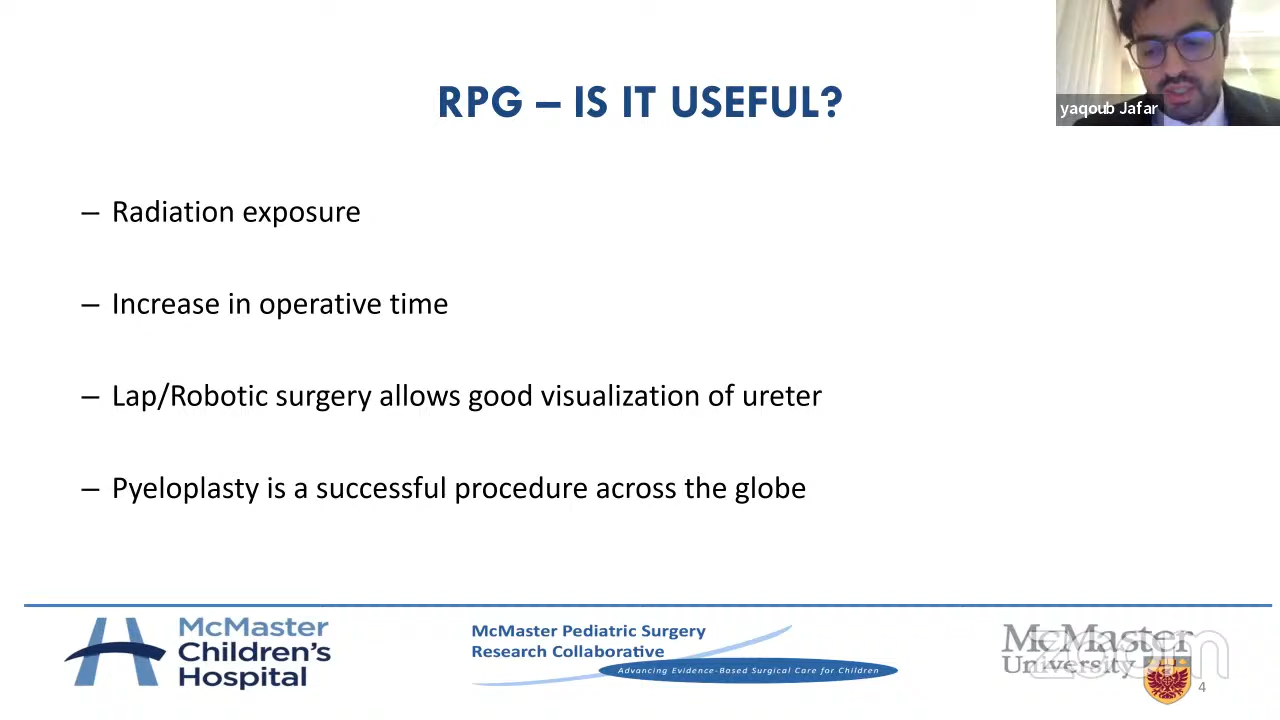 RPG – IS IT USEFUL?
yaqoub Jafar
– Radiation exposure
– Increase in operative time
– Lap/Robotic surgery allows good visualization of ureter
– Pyeloplasty is a successful procedure across the globe
McMaster
Children's
Hospital
McMaster Pediatric Surgery
Research Collaborative
Advancing Evidence-Based Surgical Care for Children
McMaster
University
zoom
4